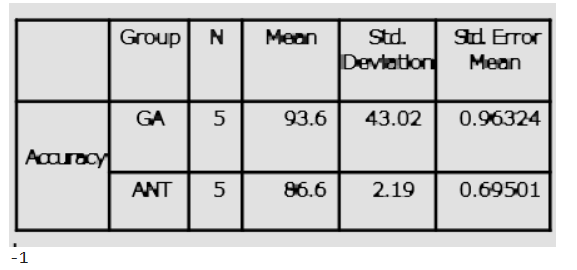 Group N Mean Std. Deviation Std. Error Mean
Accuracy GA 5 93.6 43.02 0.96324
ANT 5 86.6 2.19 0.69501
-1